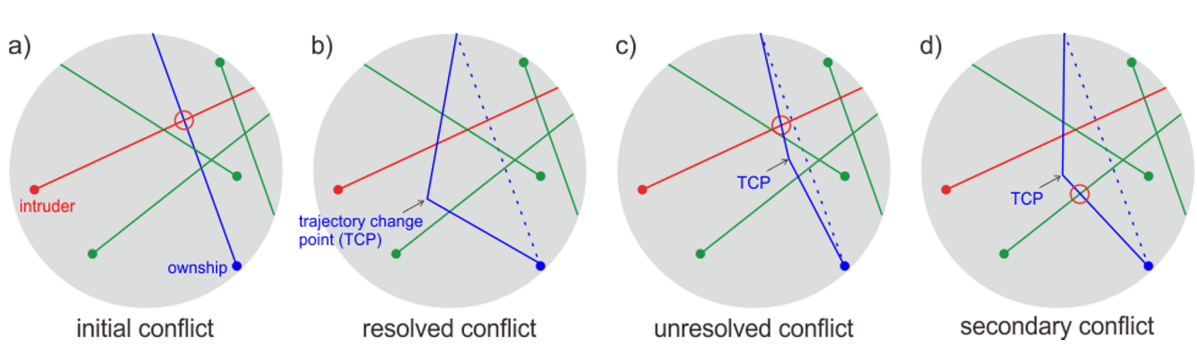 a)
b)
c)
d)
intruder
ownship
trajectory change
point (TCP)
TCP
TCP
initial conflict
resolved conflict
unresolved conflict
secondary conflict